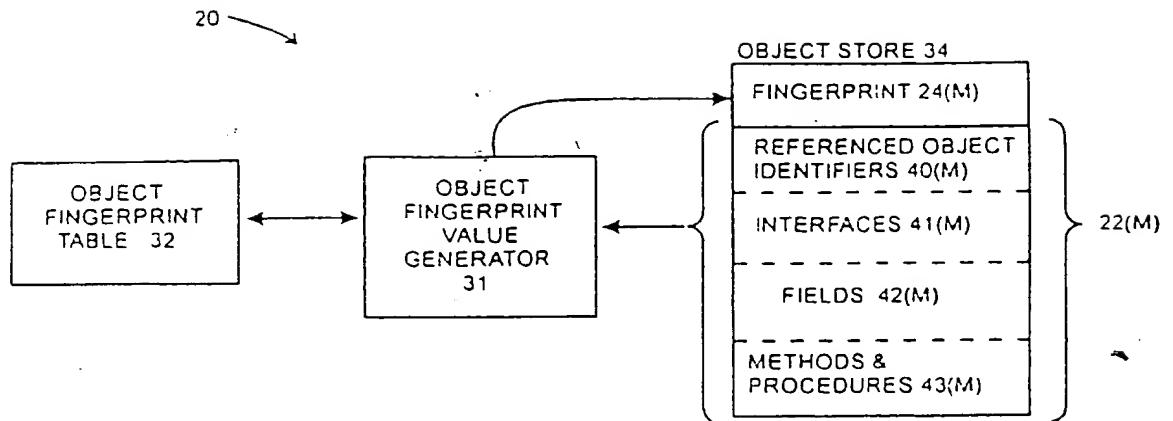 20
OBJECT STORE 34
FINGERPRINT 24(M)
REFERENCED OBJECT
IDENTIFIERS 40(M)
INTERFACES 41(M)
FIELDS 42(M)
METHODS &
PROCEDURES 43(M)
22(M)
OBJECT
FINGERPRINT
VALUE
GENERATOR
31
OBJECT
FINGERPRINT
TABLE 32